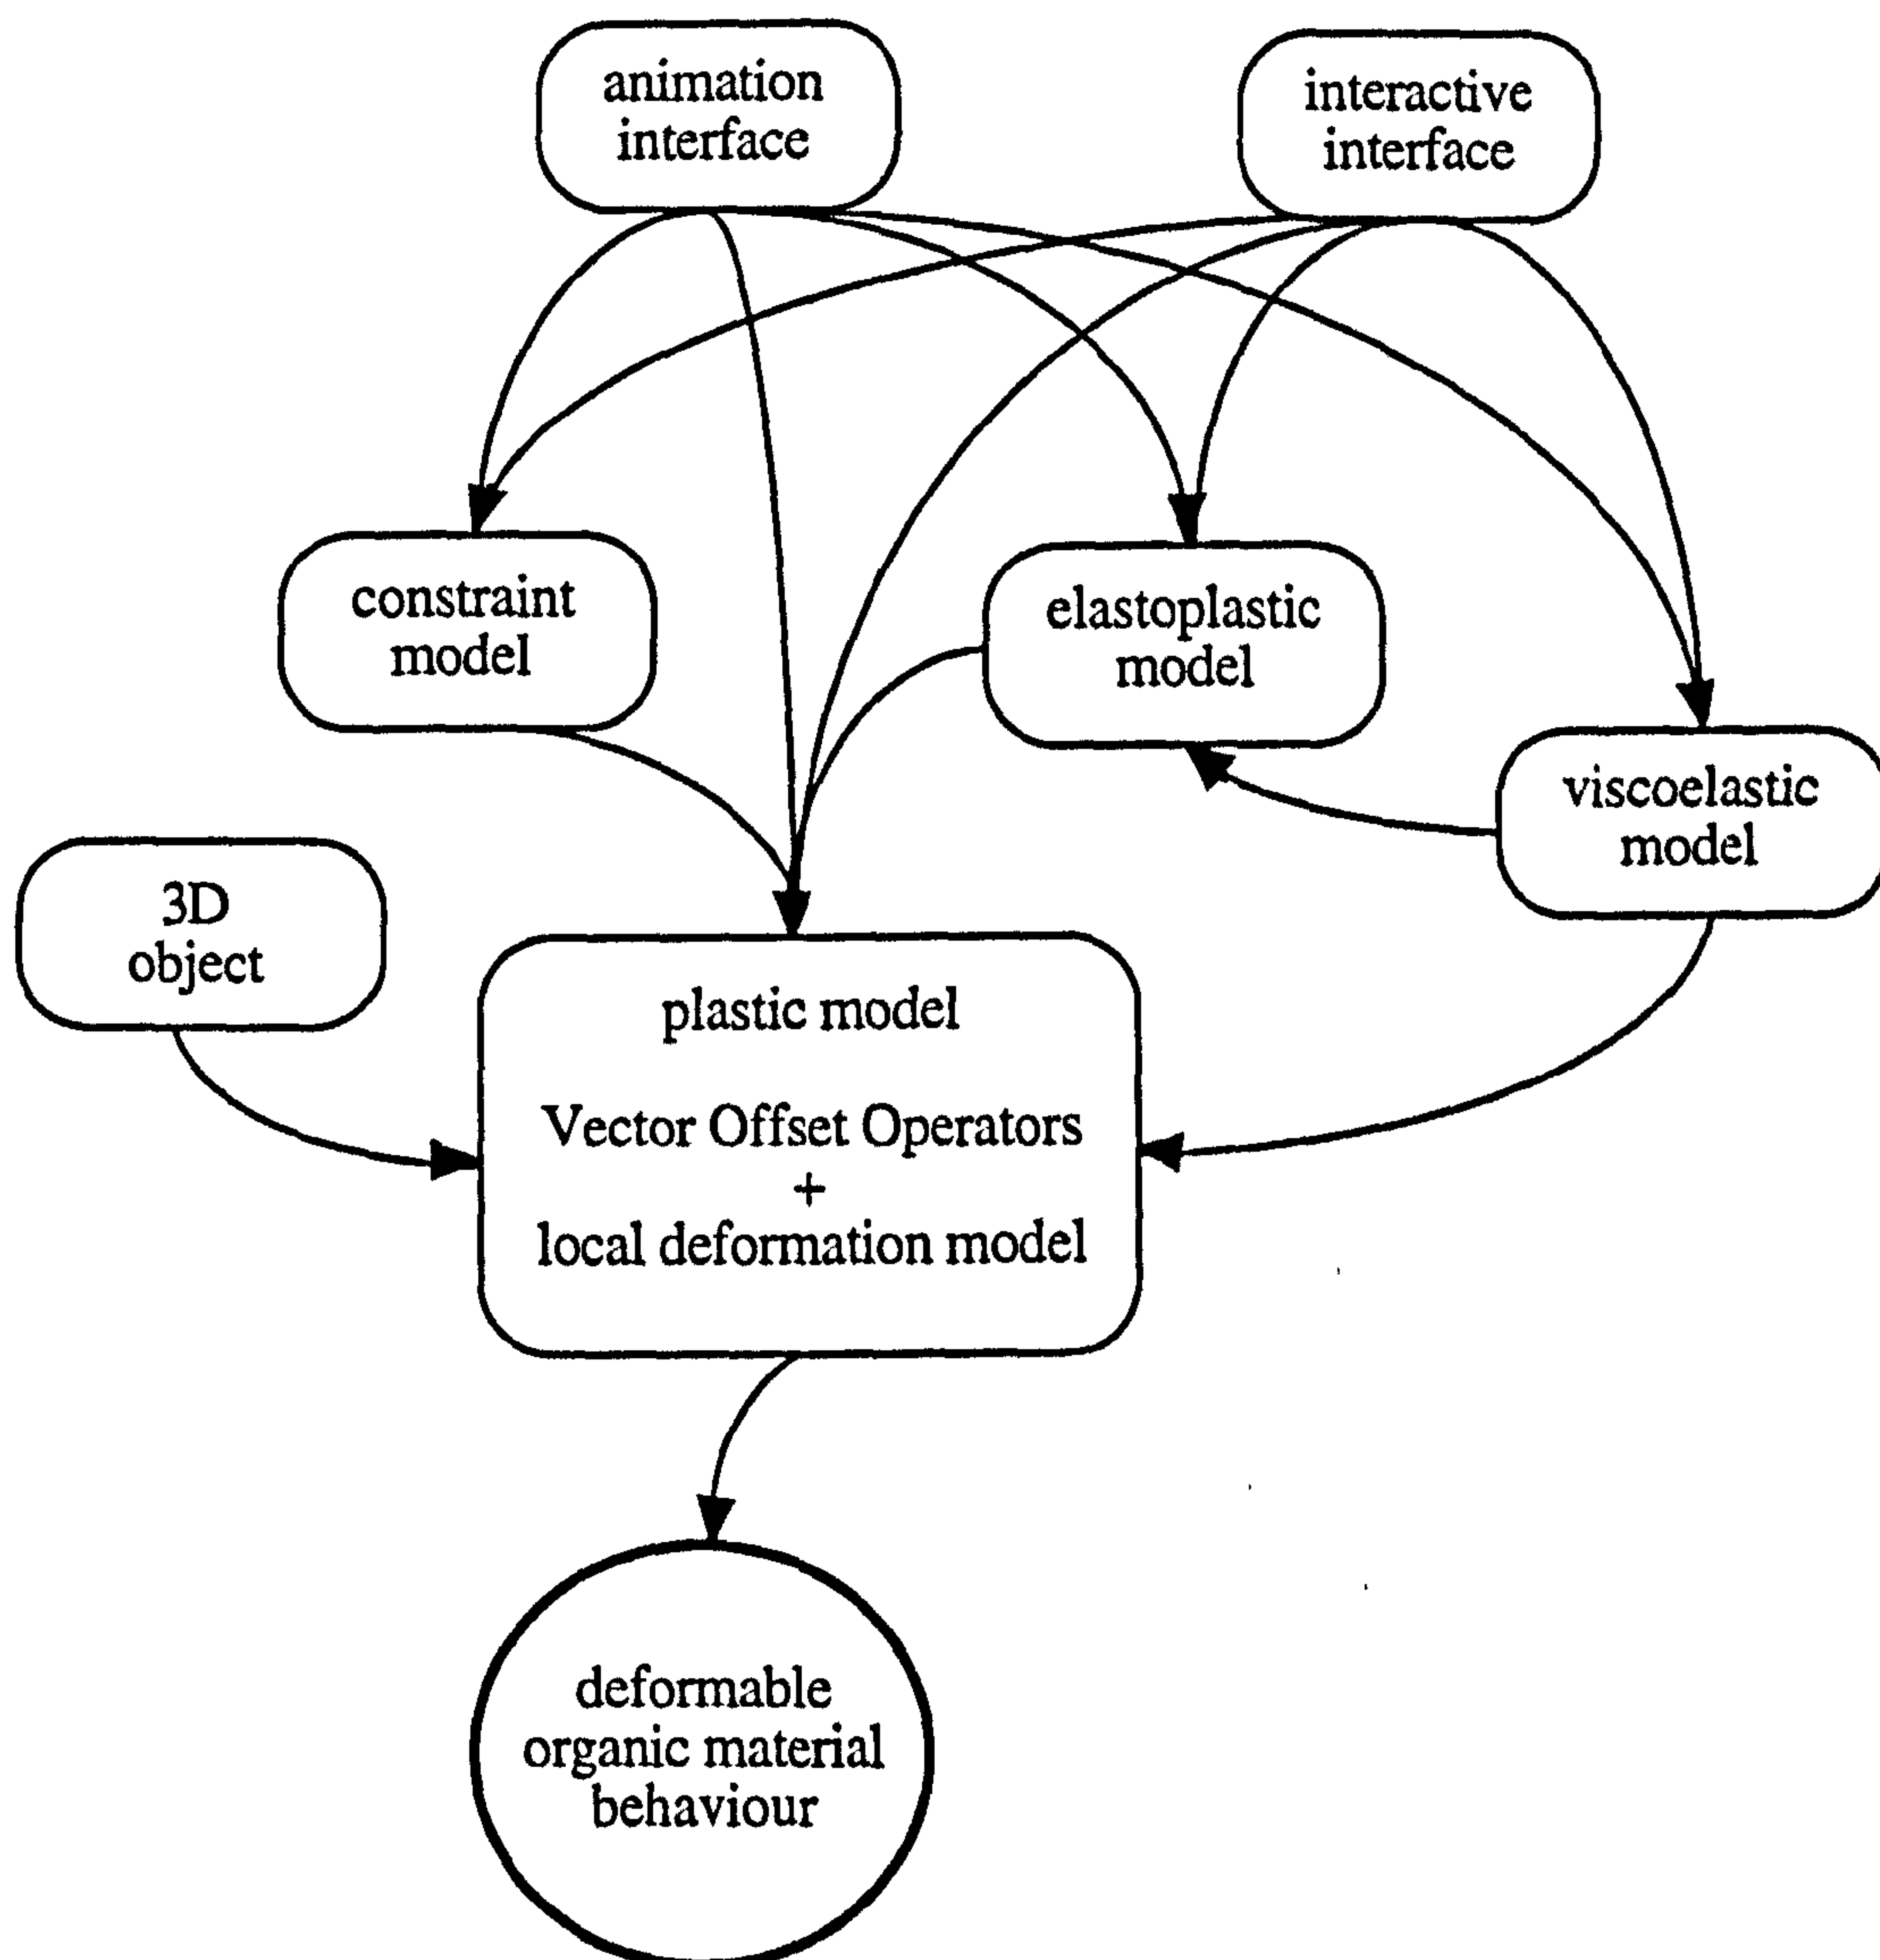 animation
interface
interactive
interface
constraint
model
elastoplastic
model
viscoelastic
model
3D
object
plastic model
Vector Offset Operators
+
local deformation model
deformable
organic material
behaviour